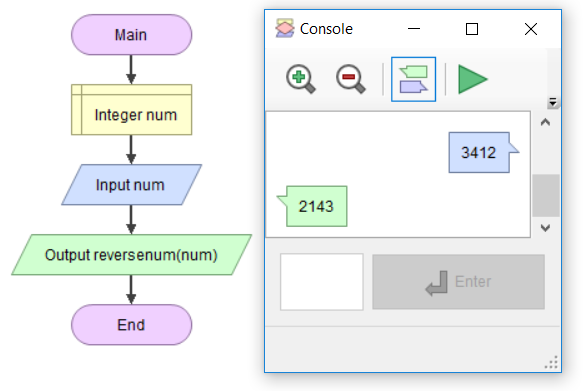 Main
Integer num
Input num
Output reversenum(num)
End
Console
3412
2143
Enter